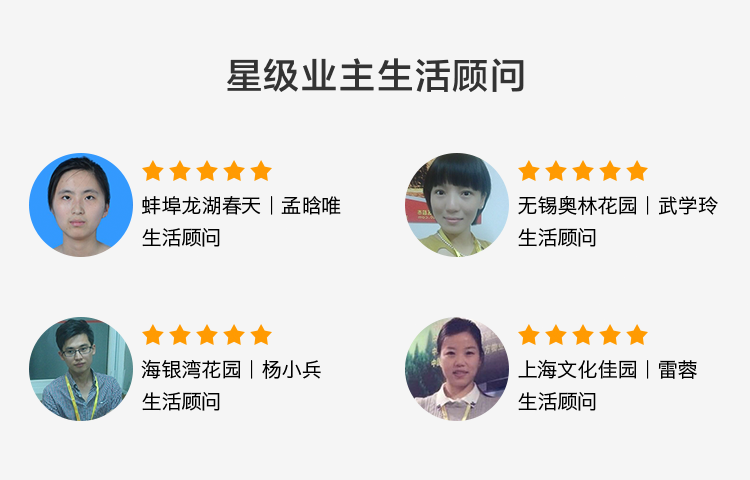 星级业主生活顾问
蚌埠龙湖春天｜孟晗唯
生活顾问
无锡奥林花园｜武学玲
生活顾问
海银湾花园｜杨小兵
生活顾问
上海文化佳园｜雷蓉
生活顾问